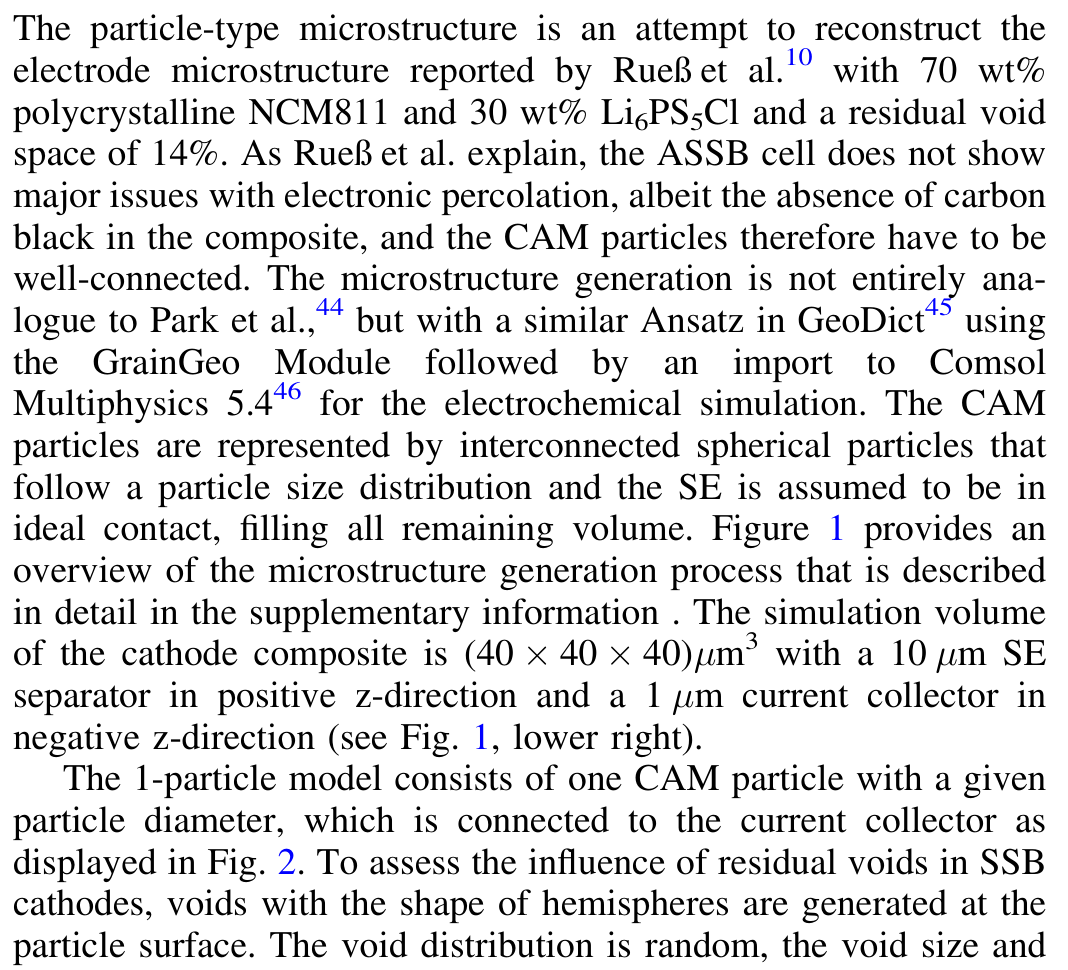 The particle-type microstructure is an attempt to reconstruct the
electrode microstructure reported by Rueß et al.¹⁰ with 70 wt%
polycrystalline NCM811 and 30 wt% Li₆PS₅Cl and a residual void
space of 14%. As Rueß et al. explain, the ASSB cell does not show
major issues with electronic percolation, albeit the absence of carbon
black in the composite, and the CAM particles therefore have to be
well-connected. The microstructure generation is not entirely ana-
logue to Park et al.,⁴⁴ but with a similar Ansatz in GeoDict⁴⁵ using
the GrainGeo Module followed by an import to Comsol
Multiphysics 5.4⁴⁶ for the electrochemical simulation. The CAM
particles are represented by interconnected spherical particles that
follow a particle size distribution and the SE is assumed to be in
ideal contact, filling all remaining volume. Figure 1 provides an
overview of the microstructure generation process that is described
in detail in the supplementary information . The simulation volume
of the cathode composite is (40 × 40 × 40)μm³ with a 10 μm SE
separator in positive z-direction and a 1 μm current collector in
negative z-direction (see Fig. 1, lower right).
The 1-particle model consists of one CAM particle with a given
particle diameter, which is connected to the current collector as
displayed in Fig. 2. To assess the influence of residual voids in SSB
cathodes, voids with the shape of hemispheres are generated at the
particle surface. The void distribution is random, the void size and